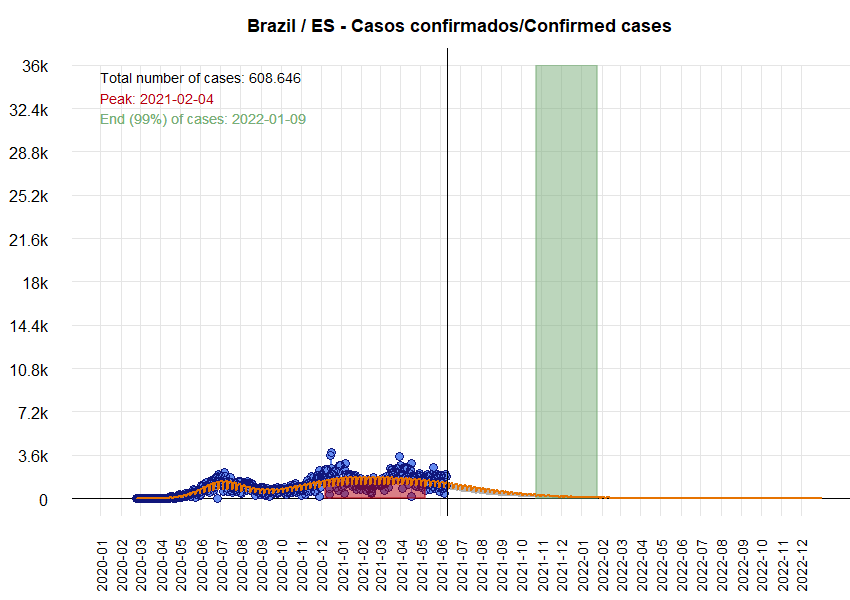 Brazil / ES - Casos confirmados/Confirmed cases
Total number of cases: 608.646
Peak: 2021-02-04
End (99%) of cases: 2022-01-09
36k
32.4k
28.8k
25.2k
21.6k
18k
14.4k
10.8k
7.2k
3.6k
0
2020-01
2020-02
2020-03
2020-04
2020-05
2020-06
2020-07
2020-08
2020-09
2020-10
2020-11
2020-12
2021-01
2021-02
2021-03
2021-04
2021-05
2021-06
2021-07
2021-08
2021-09
2021-10
2021-11
2021-12
2022-01
2022-02
2022-03
2022-04
2022-05
2022-06
2022-07
2022-08
2022-09
2022-10
2022-11
2022-12